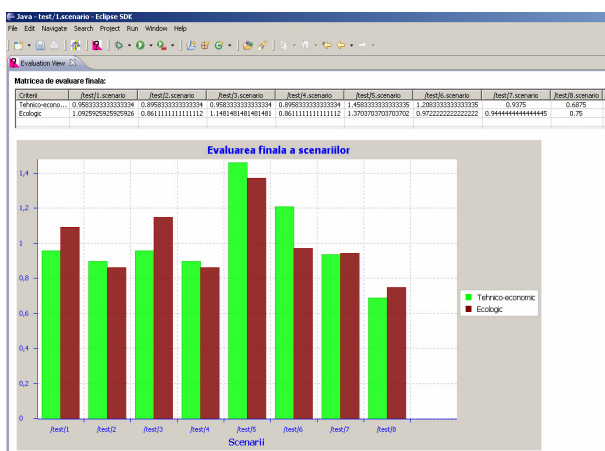 Java - test/1.scenario - Eclipse SDK
File Edit Navigate Search Project Run Window Help
Evaluation View
Matricea de evaluare finala:
Criterii /test/1.scenario /test/2.scenario /test/3.scenario /test/4.scenario /test/5.scenario /test/6.scenario /test/7.scenario /test/8.scenario
Tehnico-econo... 0.9583333333333334 0.8958333333333334 0.9583333333333334 0.8958333333333334 1.4583333333333335 1.2083333333333335 0.9375 0.6875
Ecologic 1.0925925925925926 0.8611111111111112 1.1481481481481481 0.8611111111111112 1.3703703703703702 0.9722222222222222 0.9444444444444445 0.75
Evaluarea finala a scenariilor
1,4
1,2
1
0,8
0,6
0,4
0,2
0
Tehnico-economic
Ecologic
/test/1 /test/2 /test/3 /test/4 /test/5 /test/6 /test/7 /test/8
Scenarii